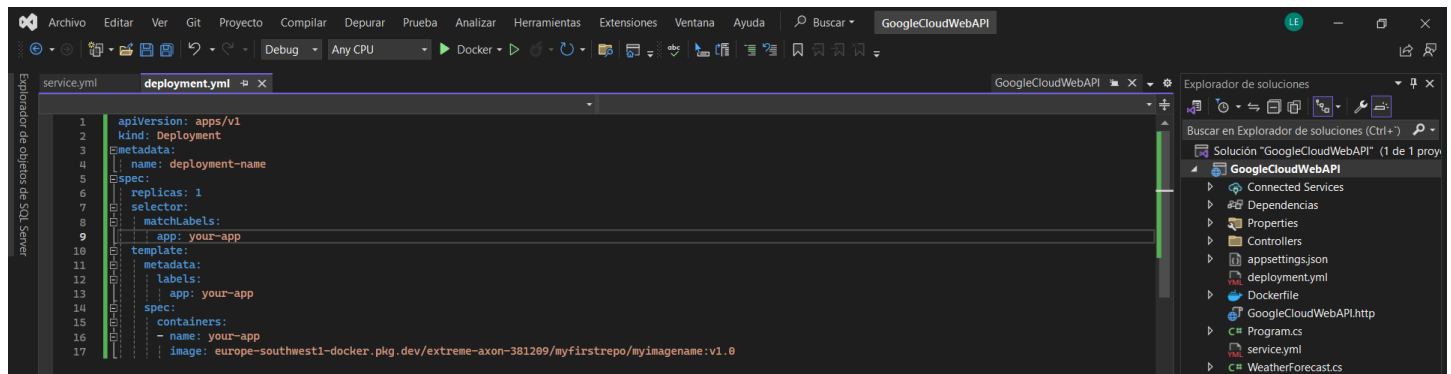 Archivo Editar Ver Git Proyecto Compilar Depurar Prueba Analizar Herramientas Extensiones Ventana Ayuda Buscar GoogleCloudWebAPI LE
Debug Any CPU Docker
Explorador de objetos de SQL Server
service.yml deployment.yml GoogleCloudWebAPI
1 apiVersion: apps/v1
2 kind: Deployment
3 metadata:
4 name: deployment-name
5 spec:
6 replicas: 1
7 selector:
8 matchLabels:
9 app: your-app
10 template:
11 metadata:
12 labels:
13 app: your-app
14 spec:
15 containers:
16 - name: your-app
17 image: europe-southwest1-docker.pkg.dev/extreme-axon-381209/myfirstrepo/myimagename:v1.0
Explorador de soluciones
Buscar en Explorador de soluciones (Ctrl+`)
Solución "GoogleCloudWebAPI" (1 de 1 proy
GoogleCloudWebAPI
Connected Services
Dependencias
Properties
Controllers
appsettings.json
YML deployment.yml
Dockerfile
GoogleCloudWebAPI.http
C# Program.cs
YML service.yml
C# WeatherForecast.cs